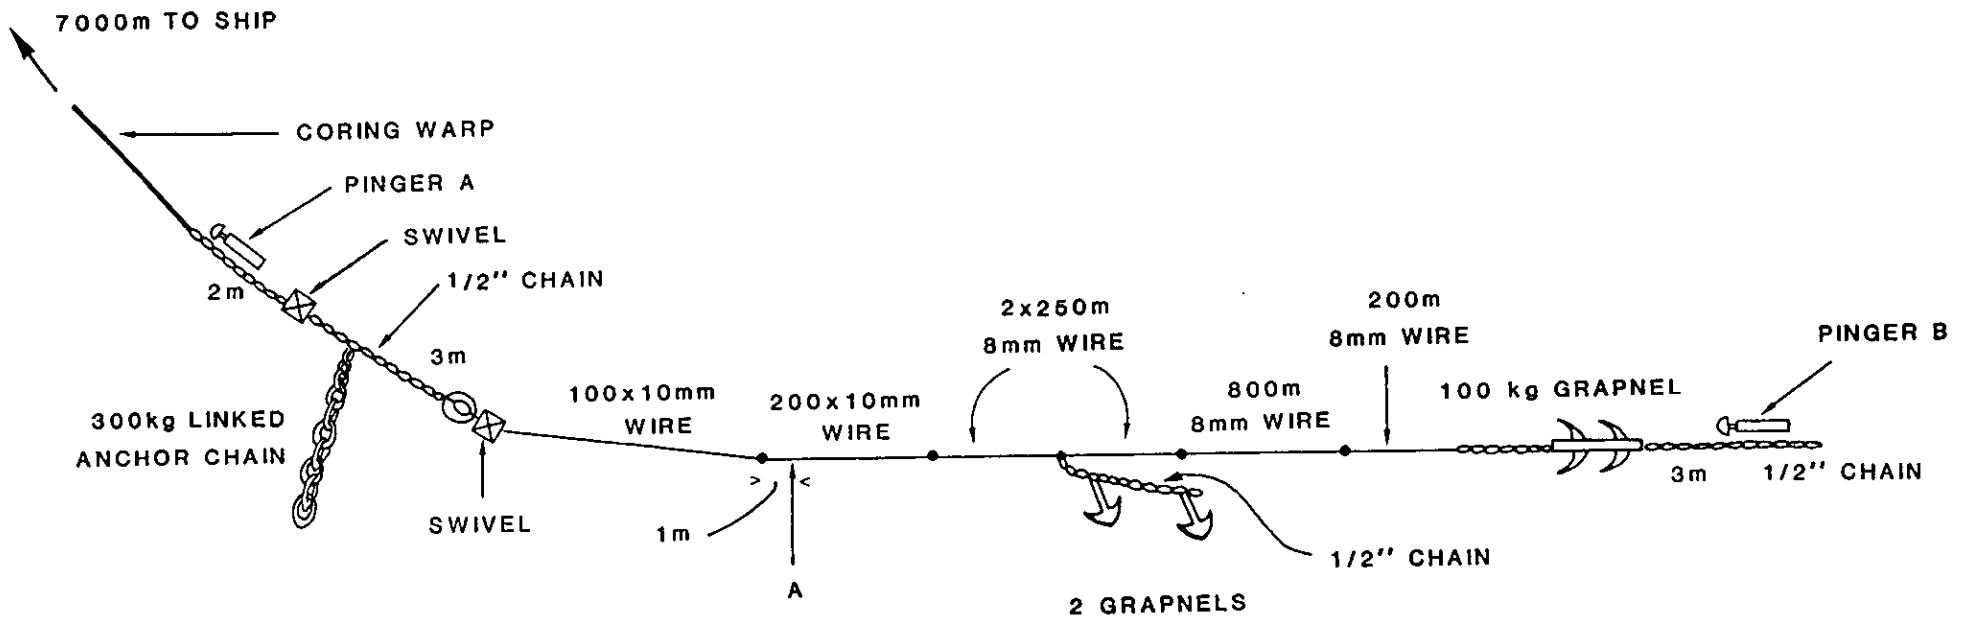 7000m TO SHIP
CORING WARP
PINGER A
SWIVEL
1/2" CHAIN
2m
3m
300kg LINKED
ANCHOR CHAIN
SWIVEL
100x10mm
WIRE
200x10mm
WIRE
> <
1m
A
2x250m
8mm WIRE
1/2" CHAIN
2 GRAPNELS
800m
8mm WIRE
200m
8mm WIRE
100 kg GRAPNEL
PINGER B
3m
1/2" CHAIN